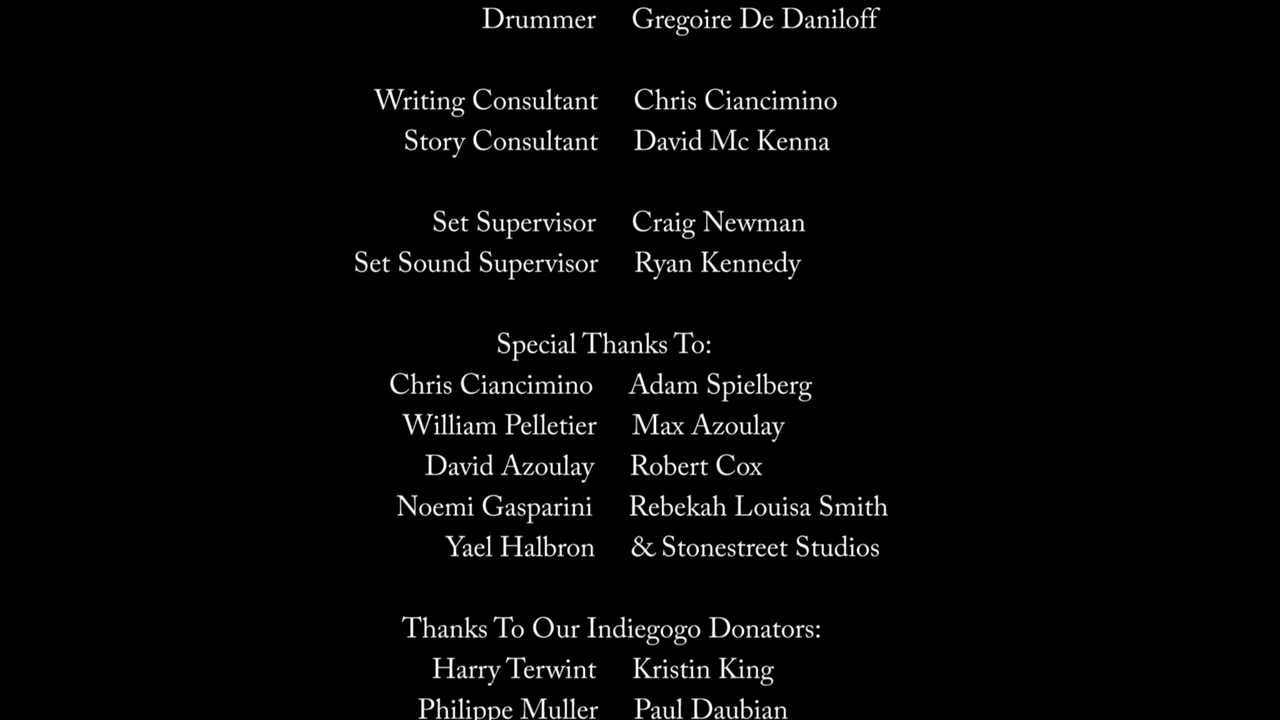 Drummer Gregoire De Daniloff
Writing Consultant Chris Ciancimino
Story Consultant David Mc Kenna
Set Supervisor Craig Newman
Set Sound Supervisor Ryan Kennedy
Special Thanks To:
Chris Ciancimino Adam Spielberg
William Pelletier Max Azoulay
David Azoulay Robert Cox
Noemi Gasparini Rebekah Louisa Smith
Yael Halbron & Stonestreet Studios
Thanks To Our Indiegogo Donators:
Harry Terwint Kristin King
Philippe Muller Paul Daubian